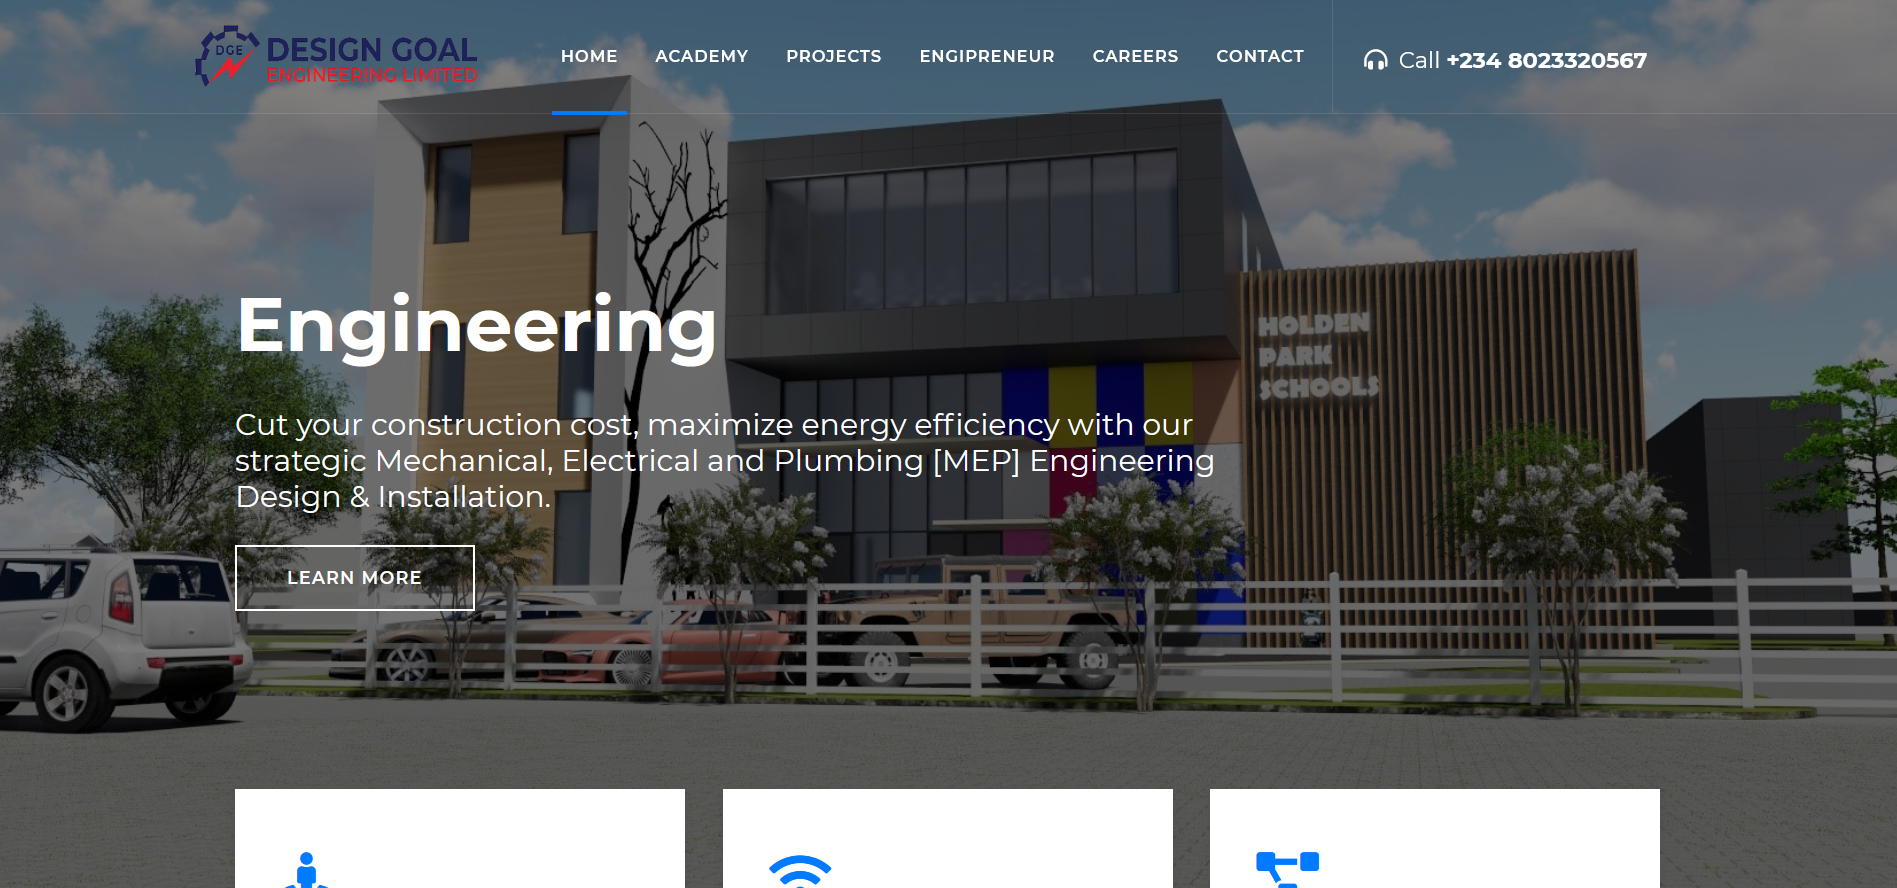 DGE
DESIGN GOAL
ENGINEERING LIMITED
HOME
ACADEMY
PROJECTS
ENGIPRENEUR
CAREERS
CONTACT
Call +234 8023320567
HOLDEN
PARK
SCHOOLS
Engineering
Cut your construction cost, maximize energy efficiency with our
strategic Mechanical, Electrical and Plumbing [MEP] Engineering
Design & Installation.
LEARN MORE